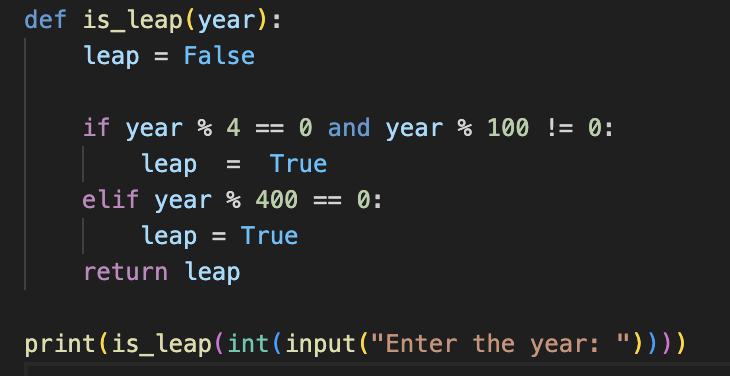 def is_leap(year):
    leap = False

    if year % 4 == 0 and year % 100 != 0:
        leap  =  True
    elif year % 400 == 0:
        leap = True
    return leap

print(is_leap(int(input("Enter the year: "))))